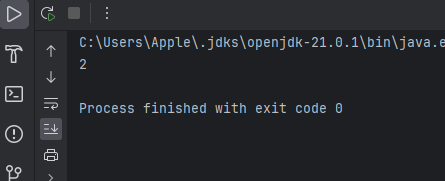 C:\Users\Apple\.jdks\openjdk-21.0.1\bin\java.e
2
Process finished with exit code 0